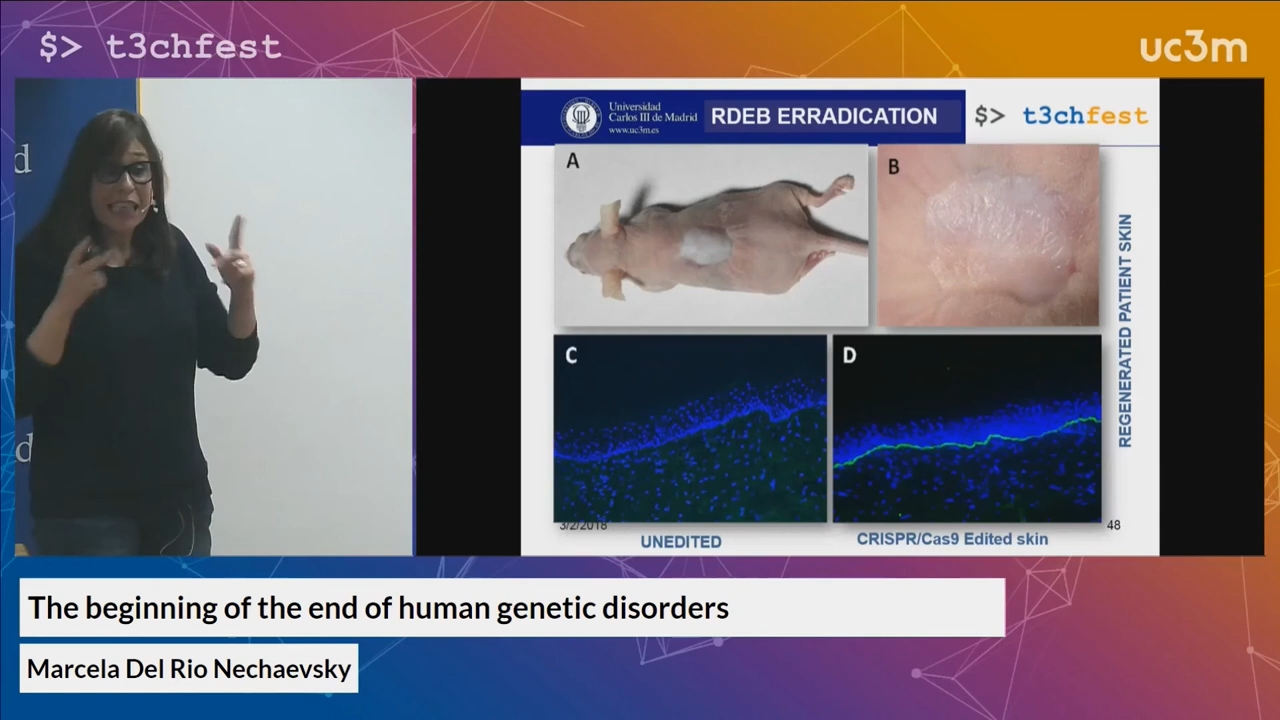 $> t3chfest
uc3m
d
d
Universidad
Carlos III de Madrid
www.uc3m.es
RDEB ERRADICATION
$> t3chfest
A
B
C
D
REGENERATED PATIENT SKIN
3/2/2018
48
UNEDITED
CRISPR/Cas9 Edited skin
The beginning of the end of human genetic disorders
Marcela Del Rio Nechaevsky